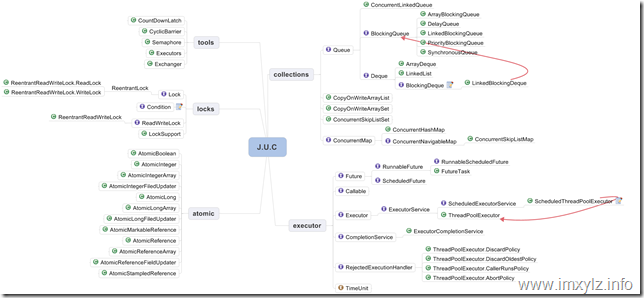 J.U.C
tools
CountDownLatch
CyclicBarrier
Semaphore
Executors
Exchanger
locks
Lock
ReentrantLock
ReentrantReadWriteLock.ReadLock
ReentrantReadWriteLock.WriteLock
Condition
ReadWriteLock
ReentrantReadWriteLock
LockSupport
atomic
AtomicBoolean
AtomicInteger
AtomicIntegerArray
AtomicIntegerFiledUpdater
AtomicLong
AtomicLongArray
AtomicLongFiledUpdater
AtomicMarkableReference
AtomicReference
AtomicReferenceArray
AtomicReferenceFieldUpdater
AtomicStampedReference
collections
Queue
ConcurrentLinkedQueue
BlockingQueue
ArrayBlockingQueue
DelayQueue
LinkedBlockingQueue
PriorityBlockingQueue
SynchronousQueue
Deque
ArrayDeque
LinkedList
BlockingDeque
LinkedBlockingDeque
CopyOnWriteArrayList
CopyOnWriteArraySet
ConcurrentSkipListSet
ConcurrentMap
ConcurrentHashMap
ConcurrentNavigableMap
ConcurrentSkipListMap
executor
Future
RunnableFuture
RunnableScheduledFuture
FutureTask
ScheduledFuture
Callable
Executor
ExecutorService
ScheduledExecutorService
ScheduledThreadPoolExecutor
ThreadPoolExecutor
CompletionService
ExecutorCompletionService
RejectedExecutionHandler
ThreadPoolExecutor.DiscardPolicy
ThreadPoolExecutor.DiscardOldestPolicy
ThreadPoolExecutor.CallerRunsPolicy
ThreadPoolExecutor.AbortPolicy
TimeUnit
www.imxylz.info